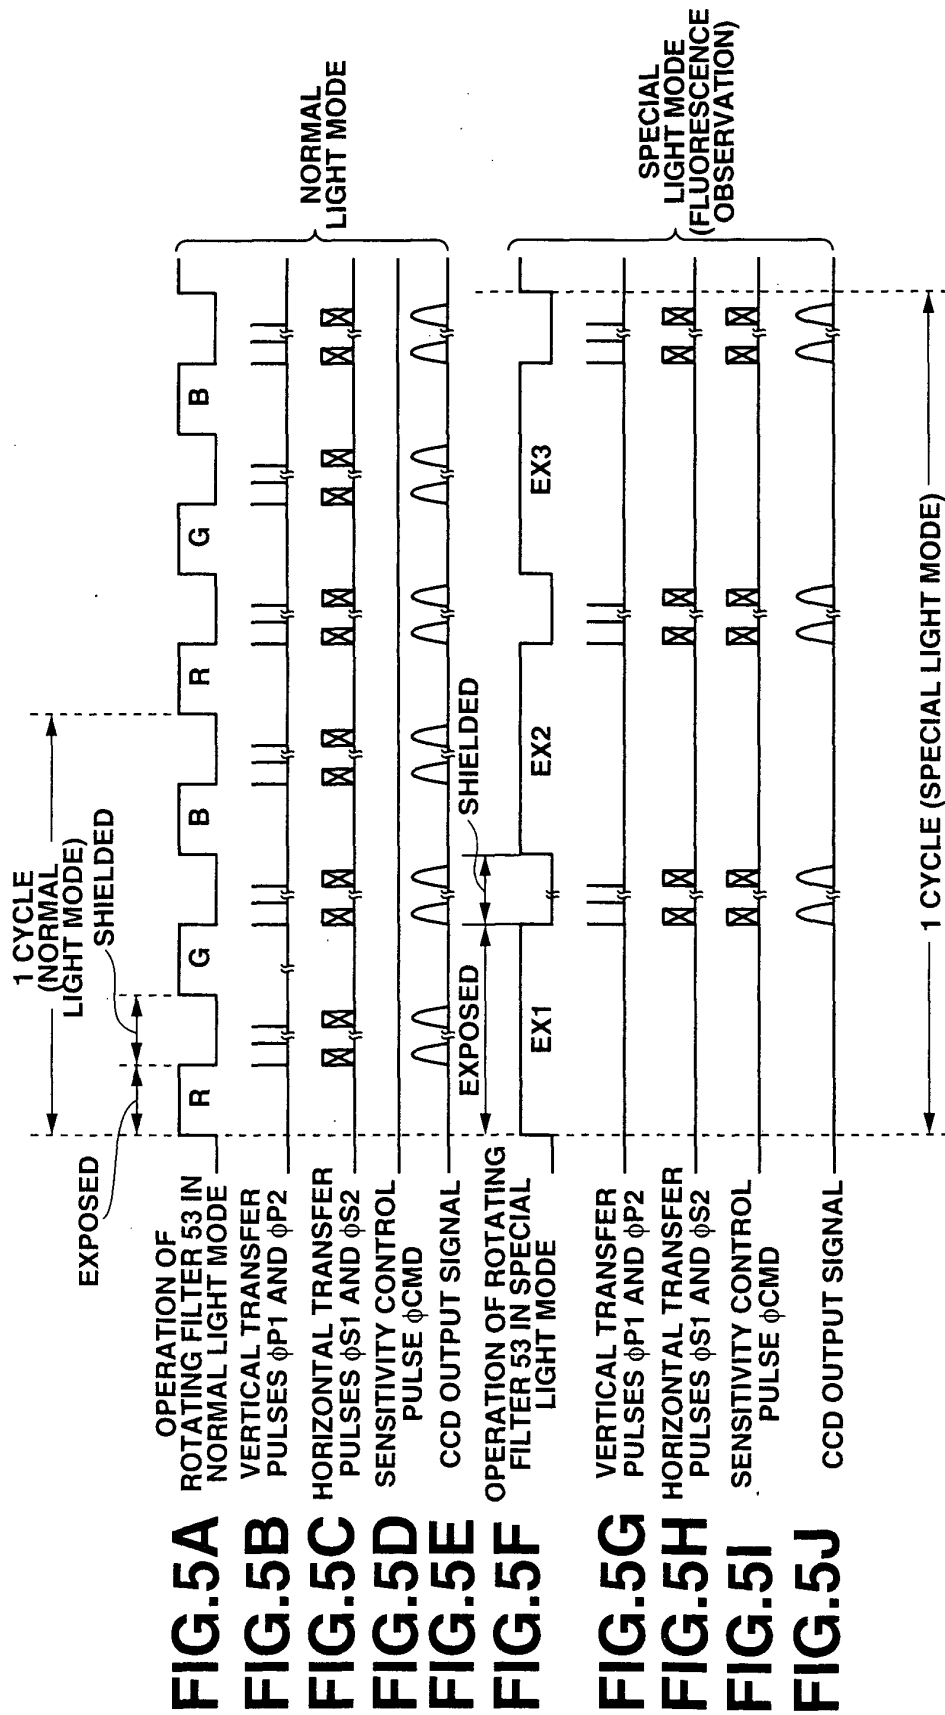 1 CYCLE
(NORMAL
LIGHT MODE)
SHIELDED
EXPOSED
FIG.5A
OPERATION OF
ROTATING FILTER 53 IN
NORMAL LIGHT MODE
R
G
B
R
G
B
NORMAL
LIGHT MODE
FIG.5B
VERTICAL TRANSFER
PULSES ϕP1 AND ϕP2
FIG.5C
HORIZONTAL TRANSFER
PULSES ϕS1 AND ϕS2
FIG.5D
SENSITIVITY CONTROL
PULSE ϕCMD
FIG.5E
CCD OUTPUT SIGNAL
EXPOSED
SHIELDED
FIG.5F
OPERATION OF ROTATING
FILTER 53 IN SPECIAL
LIGHT MODE
EX1
EX2
EX3
SPECIAL
LIGHT MODE
(FLUORESCENCE
OBSERVATION)
FIG.5G
VERTICAL TRANSFER
PULSES ϕP1 AND ϕP2
FIG.5H
HORIZONTAL TRANSFER
PULSES ϕS1 AND ϕS2
FIG.5I
SENSITIVITY CONTROL
PULSE ϕCMD
FIG.5J
CCD OUTPUT SIGNAL
1 CYCLE (SPECIAL LIGHT MODE)